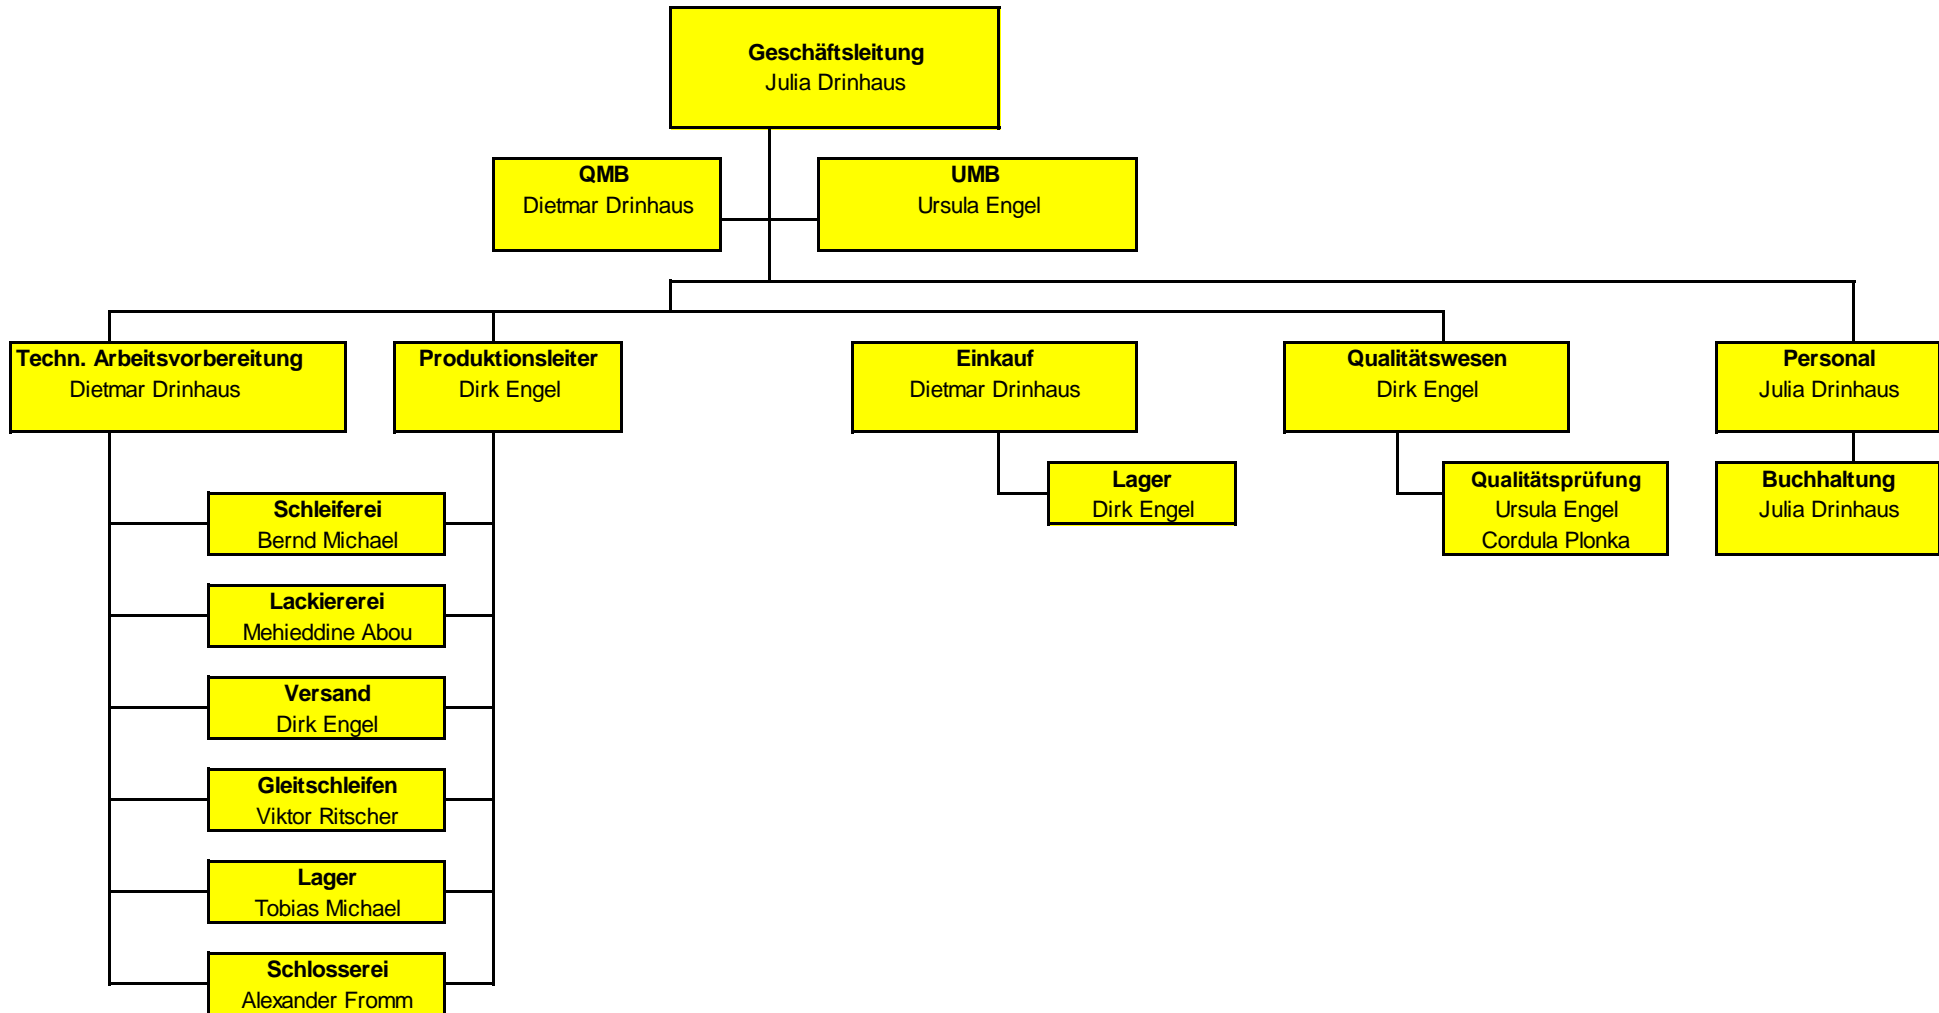 Geschäftsleitung
Julia Drinhaus
QMB
Dietmar Drinhaus
UMB
Ursula Engel
Techn. Arbeitsvorbereitung
Dietmar Drinhaus
Produktionsleiter
Dirk Engel
Einkauf
Dietmar Drinhaus
Qualitätswesen
Dirk Engel
Personal
Julia Drinhaus
Lager
Dirk Engel
Qualitätsprüfung
Ursula Engel
Cordula Plonka
Buchhaltung
Julia Drinhaus
Schleiferei
Bernd Michael
Lackiererei
Mehieddine Abou
Versand
Dirk Engel
Gleitschleifen
Viktor Ritscher
Lager
Tobias Michael
Schlosserei
Alexander Fromm